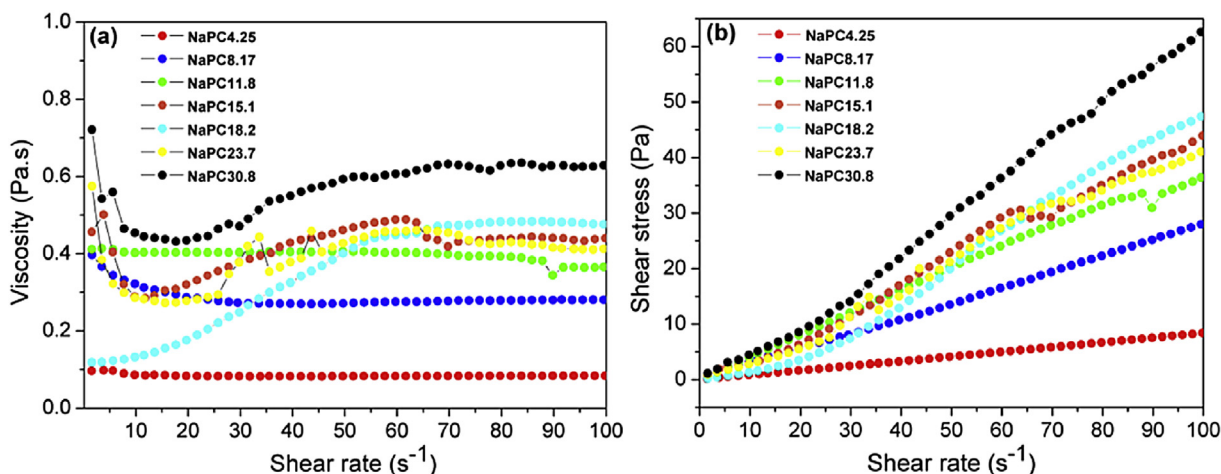 (a)
NaPC4.25
NaPC8.17
NaPC11.8
NaPC15.1
NaPC18.2
NaPC23.7
NaPC30.8
Viscosity (Pa.s)
1.0
0.8
0.6
0.4
0.2
0.0
0 10 20 30 40 50 60 70 80 90 100
Shear rate (s⁻¹)
(b)
NaPC4.25
NaPC8.17
NaPC11.8
NaPC15.1
NaPC18.2
NaPC23.7
NaPC30.8
Shear stress (Pa)
60
50
40
30
20
10
0
0 10 20 30 40 50 60 70 80 90 100
Shear rate (s⁻¹)